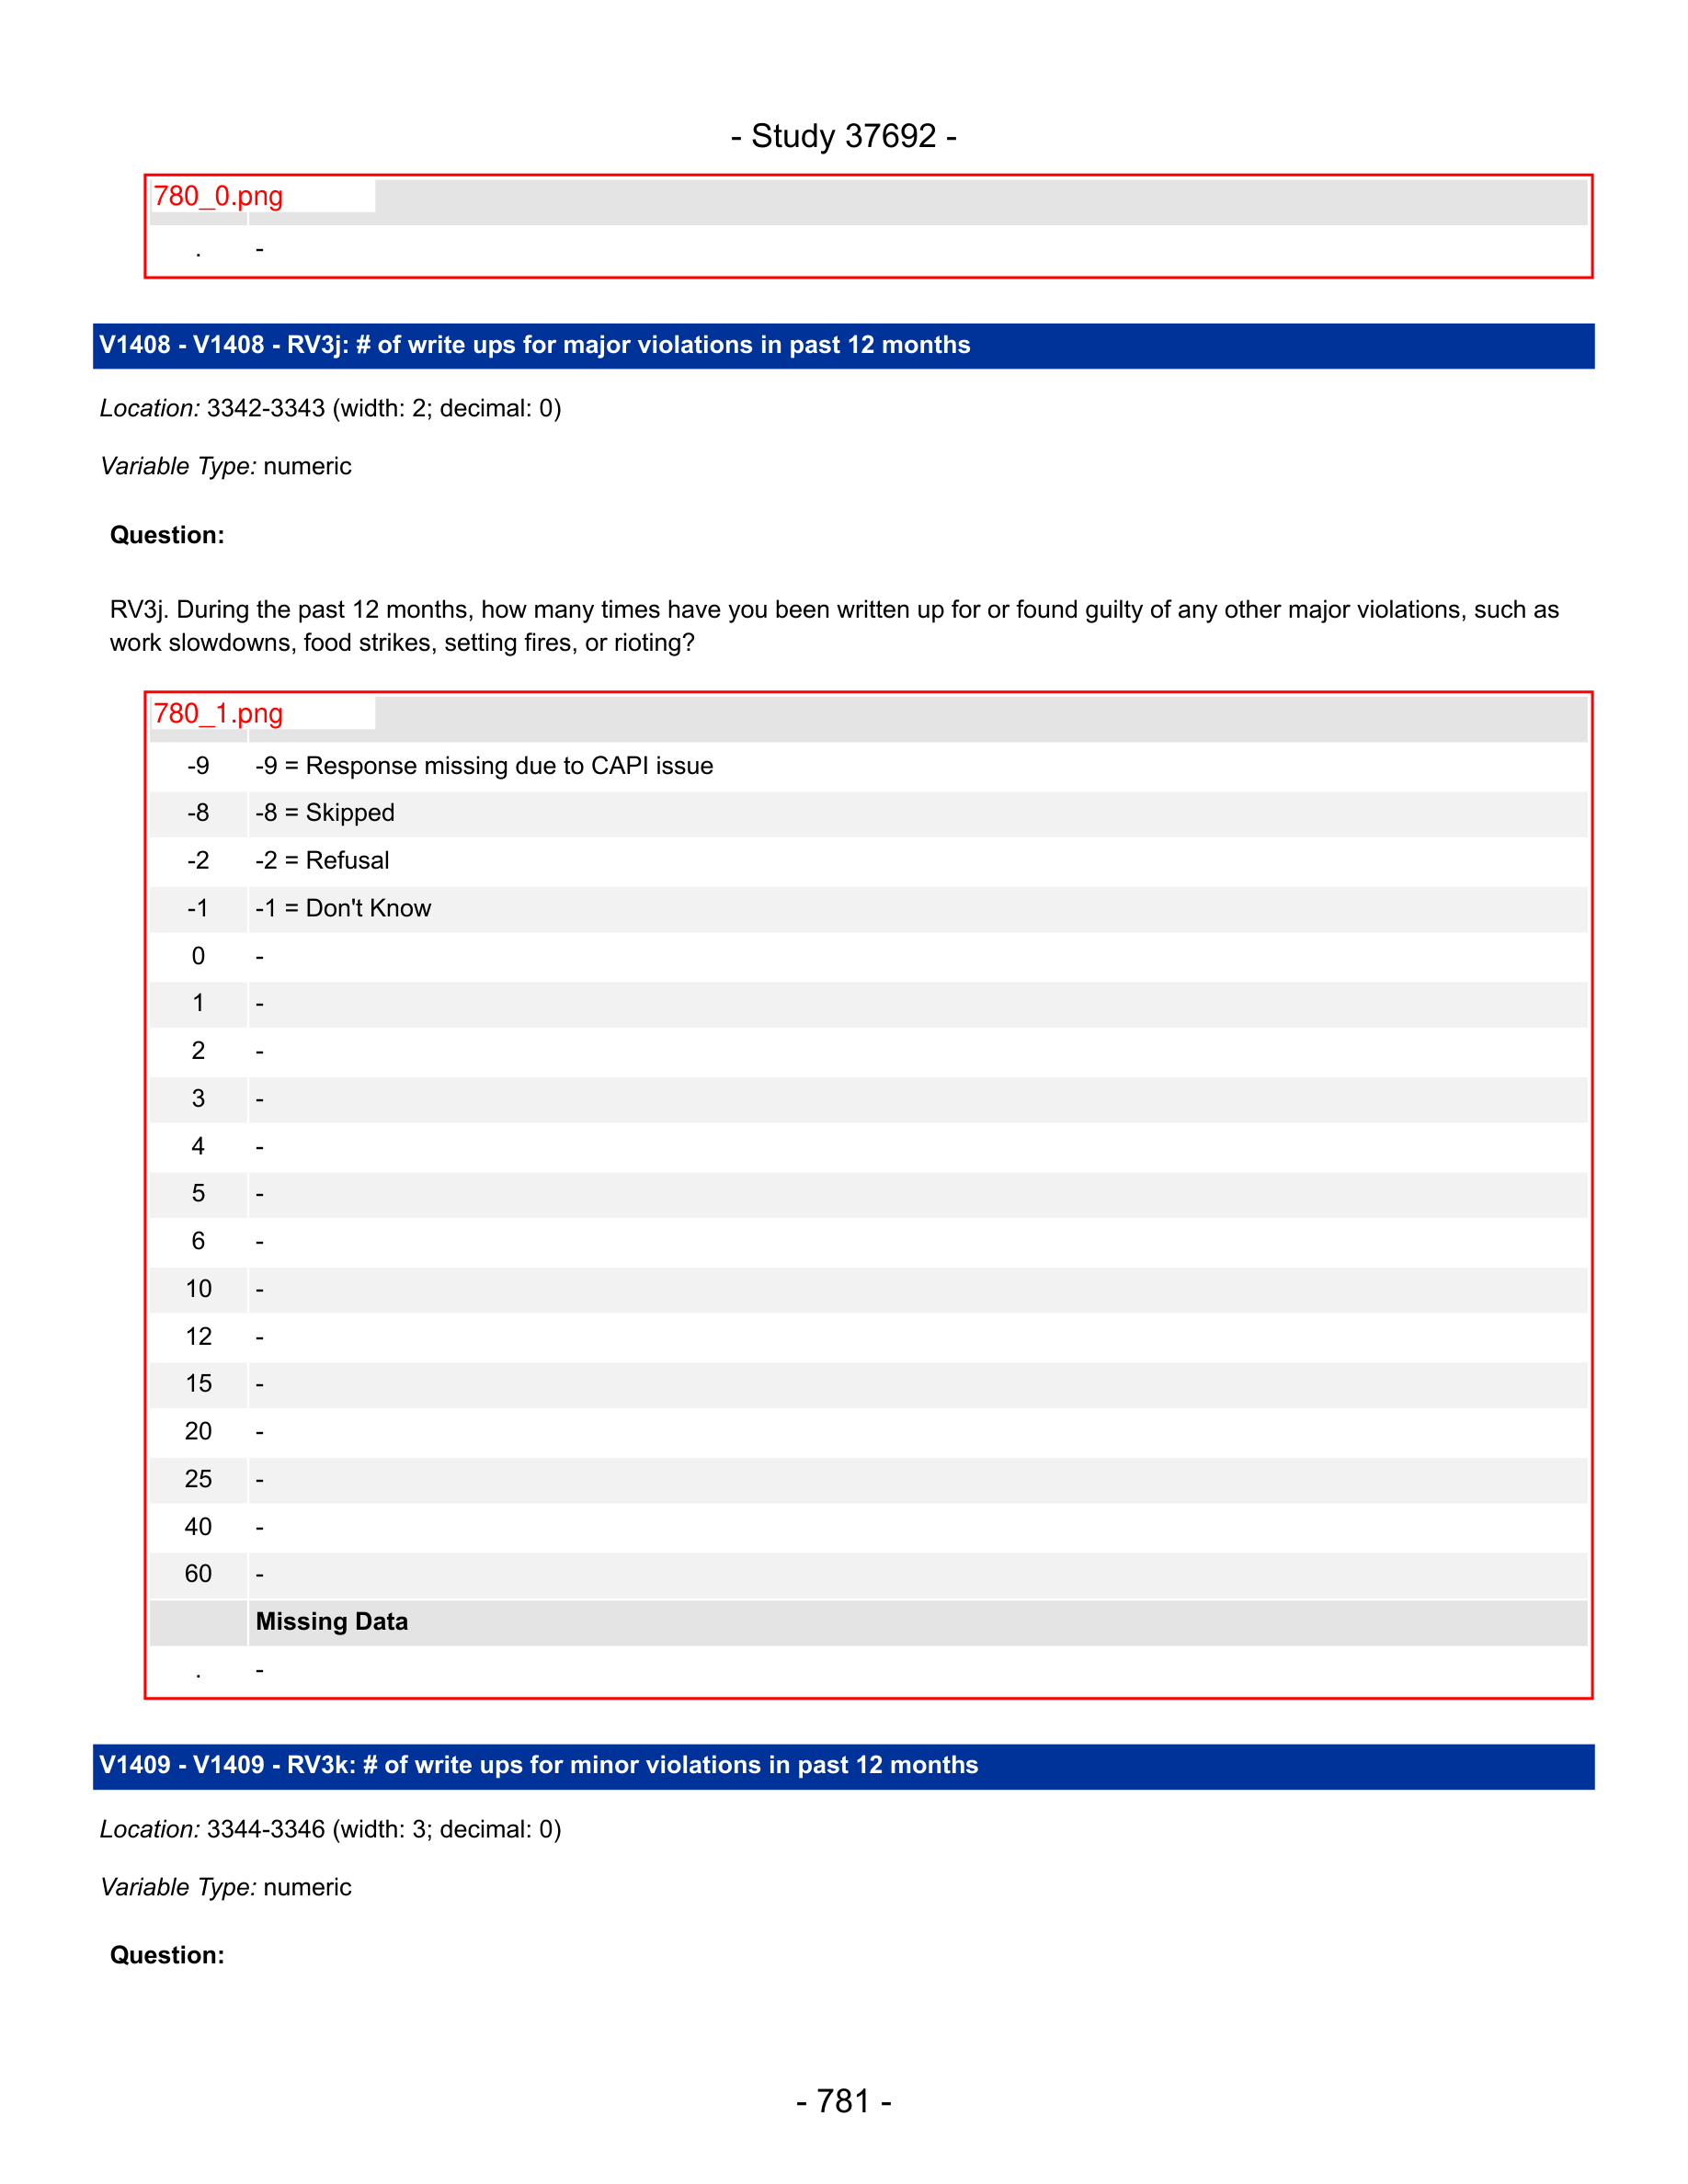 - Study 37692 -
780_0.png
. -
V1408 - V1408 - RV3j: # of write ups for major violations in past 12 months
Location: 3342-3343 (width: 2; decimal: 0)
Variable Type: numeric
Question:
RV3j. During the past 12 months, how many times have you been written up for or found guilty of any other major violations, such as
work slowdowns, food strikes, setting fires, or rioting?
780_1.png
-9 -9 = Response missing due to CAPI issue
-8 -8 = Skipped
-2 -2 = Refusal
-1 -1 = Don't Know
0 -
1 -
2 -
3 -
4 -
5 -
6 -
10 -
12 -
15 -
20 -
25 -
40 -
60 -
Missing Data
. -
V1409 - V1409 - RV3k: # of write ups for minor violations in past 12 months
Location: 3344-3346 (width: 3; decimal: 0)
Variable Type: numeric
Question:
- 781 -